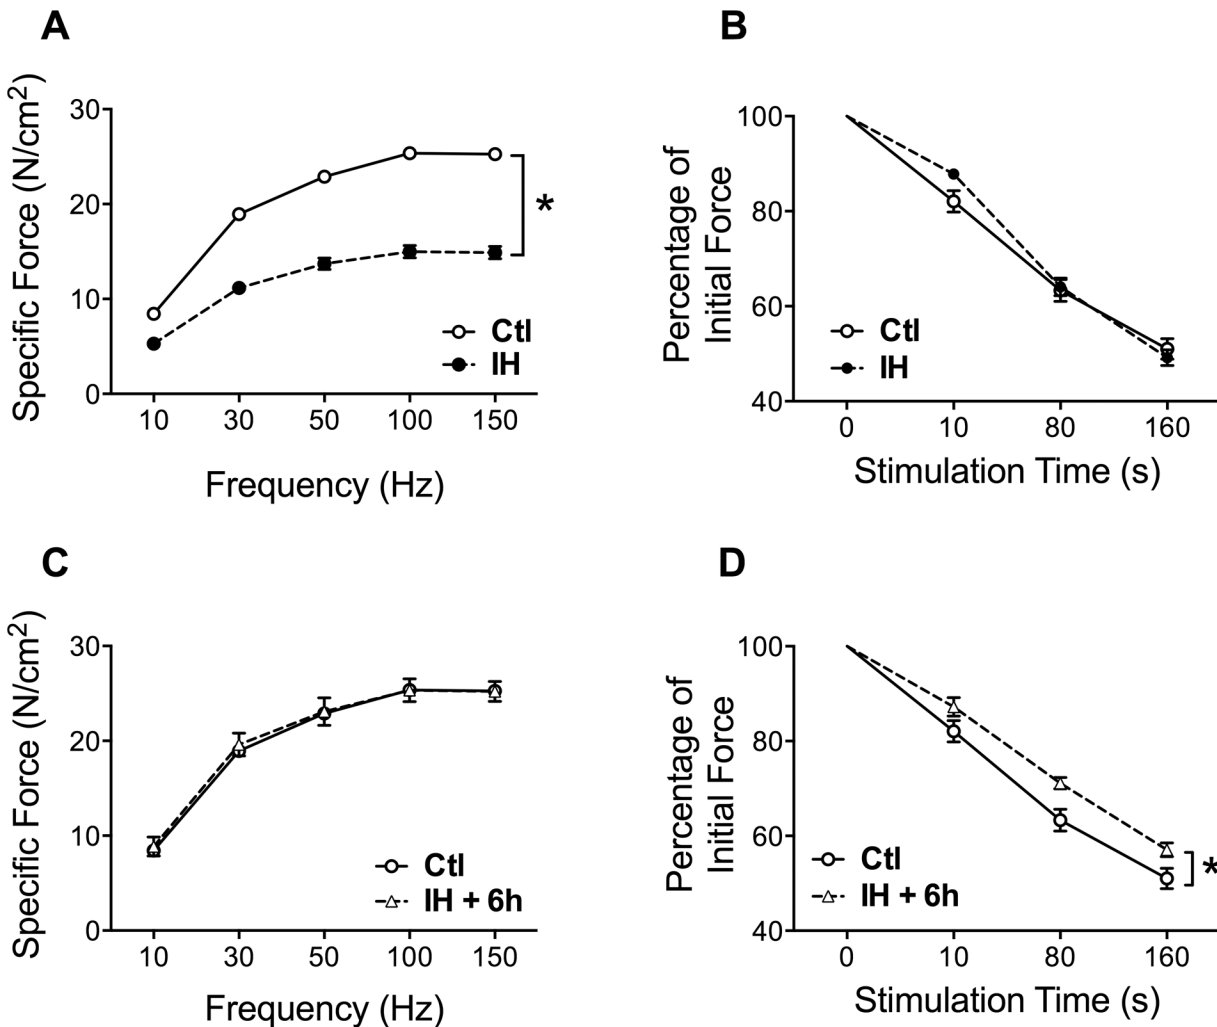 A
Specific Force (N/cm²)
30
20
10
0
*
Ctl
IH
10 30 50 100 150
Frequency (Hz)
B
Percentage of
Initial Force
100
80
60
40
Ctl
IH
0 10 80 160
Stimulation Time (s)
C
Specific Force (N/cm²)
30
20
10
0
Ctl
IH + 6h
10 30 50 100 150
Frequency (Hz)
D
Percentage of
Initial Force
100
80
60
40
*
Ctl
IH + 6h
0 10 80 160
Stimulation Time (s)